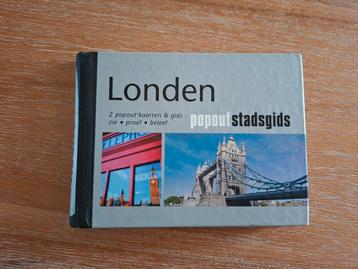 Londen
2 popout kaarten & gids
zie • proef • beleef
popout stadsgids